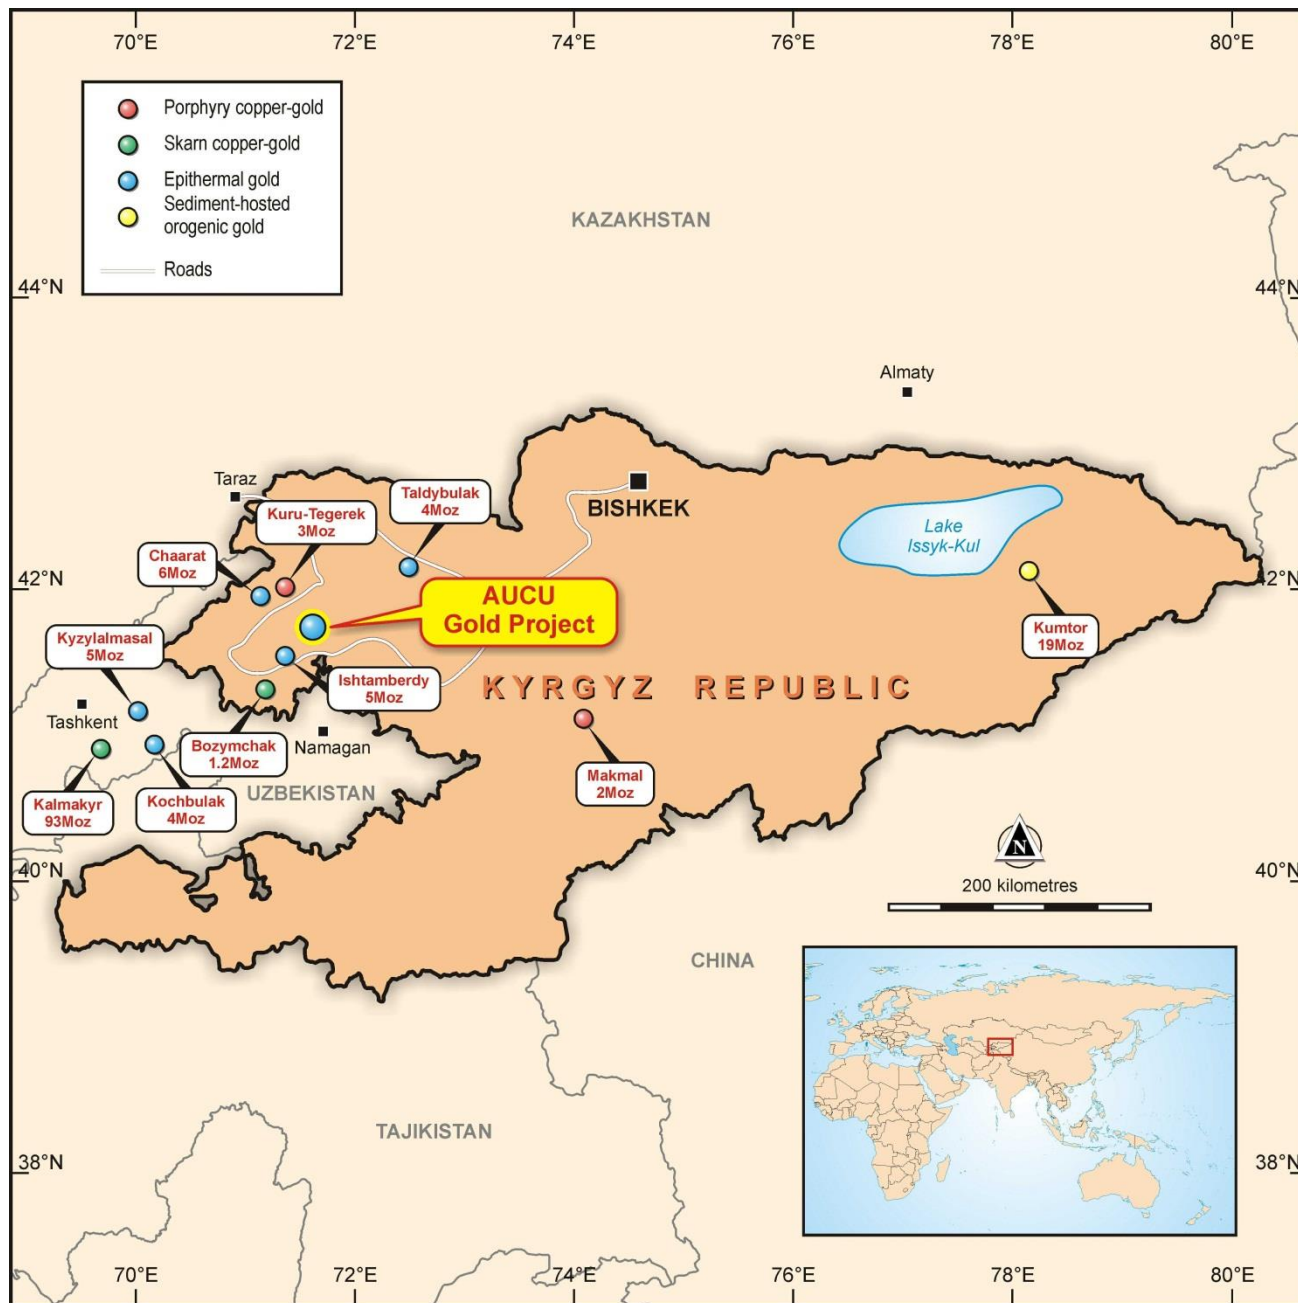 70°E 72°E 74°E 76°E 78°E 80°E
Porphyry copper-gold
Skarn copper-gold
Epithermal gold
Sediment-hosted
orogenic gold
Roads
KAZAKHSTAN
44°N 44°N
Almaty
Taraz
Taldybulak
4Moz
Kuru-Tegerek
3Moz
BISHKEK
Lake
Issyk-Kul
Chaarat
6Moz
42°N 42°N
AUCU
Gold Project
Kumtor
19Moz
Kyzylalmasal
5Moz
Ishtamberdy
5Moz
KYRGYZ REPUBLIC
Tashkent
Namagan
Bozymchak
1.2Moz
Makmal
2Moz
UZBEKISTAN
Kalmakyr
93Moz
Kochbulak
4Moz
N
40°N 40°N
200 kilometres
CHINA
TAJIKISTAN
38°N 38°N
70°E 72°E 74°E 76°E 78°E 80°E